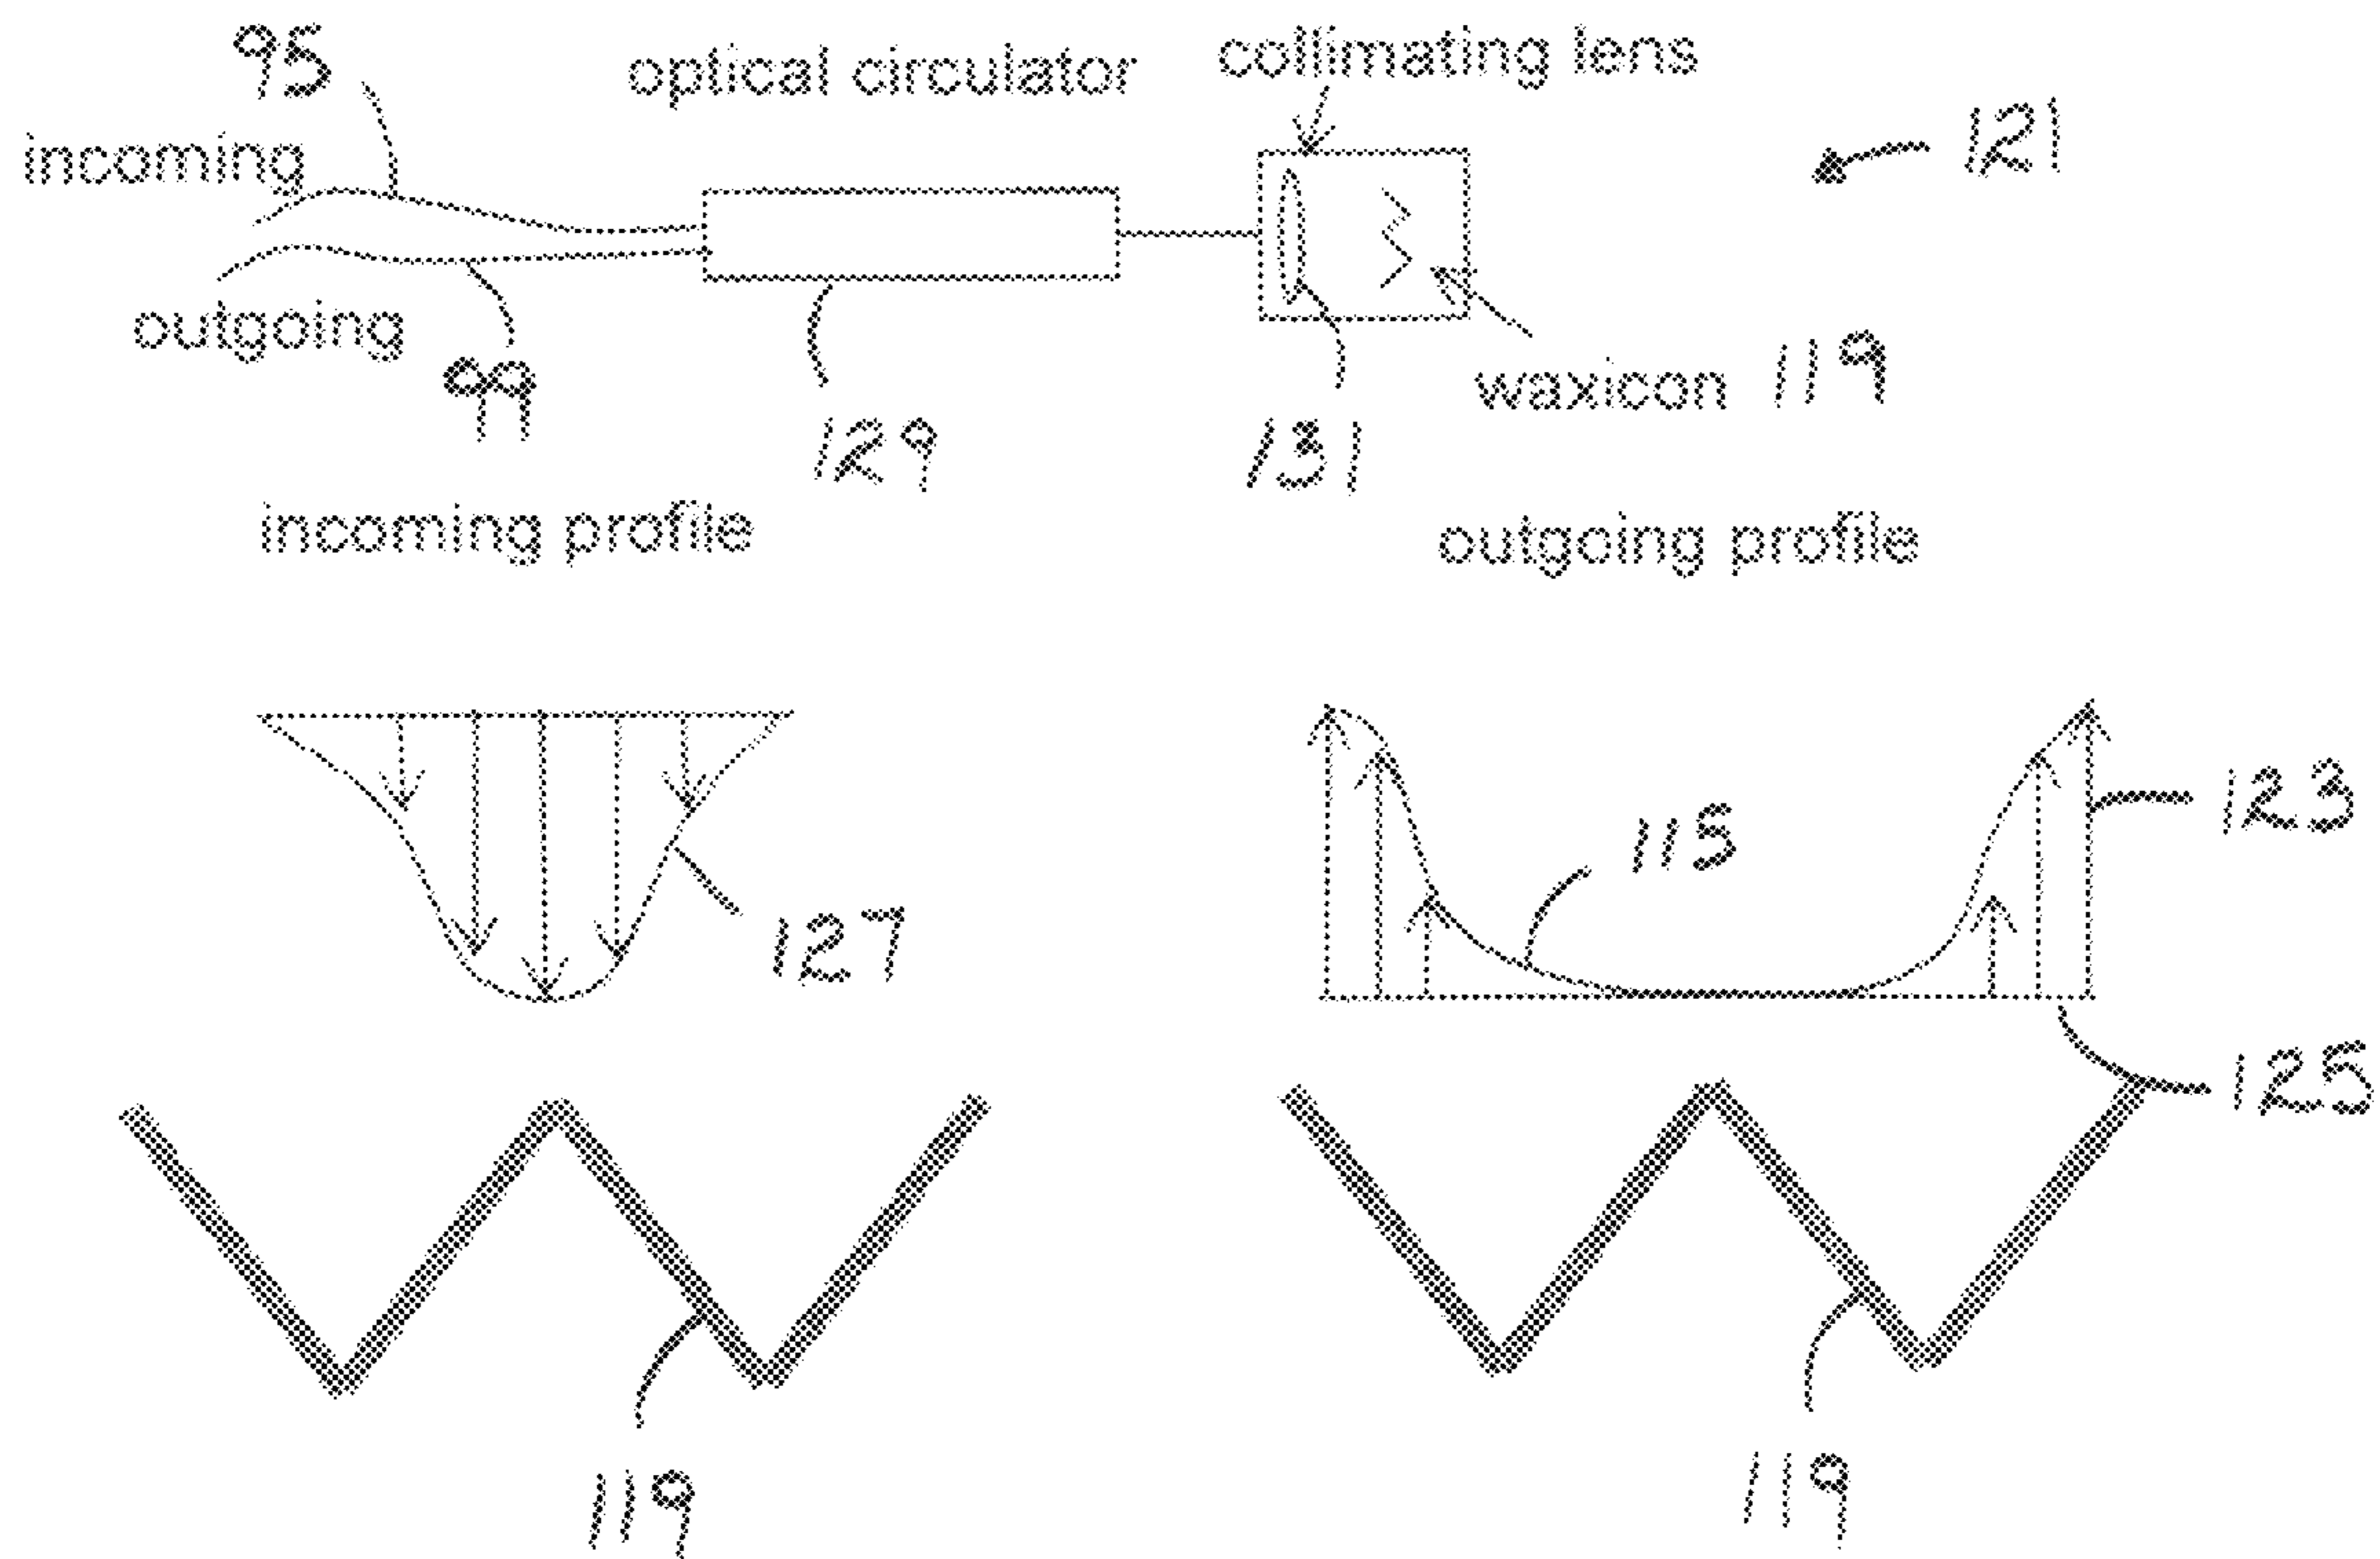 95
optical circulator
collimating lens
121
incoming
outgoing
99
129
131
waxicon 119
incoming profile
outgoing profile
127
115
123
125
119
119